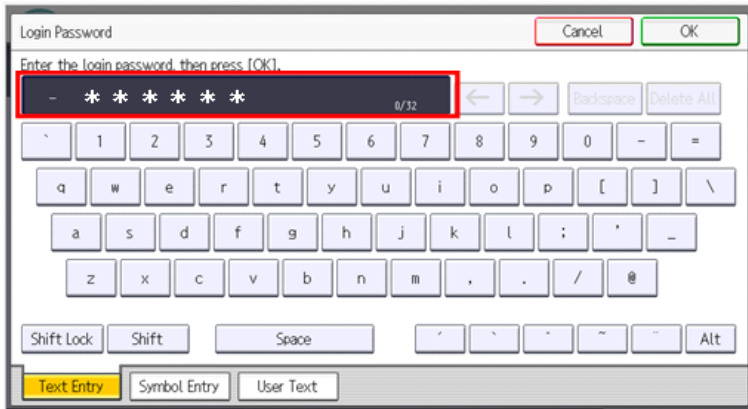 Login Password Cancel OK
Enter the login password, then press [OK].
- * * * * * * 0/32 ← → Backspace Delete All
` 1 2 3 4 5 6 7 8 9 0 - =
q w e r t y u i o p [ ] \
a s d f g h j k l ; ' _
z x c v b n m , . / @
Shift Lock Shift Space ´ ` ^ ~ ¨ Alt
Text Entry Symbol Entry User Text